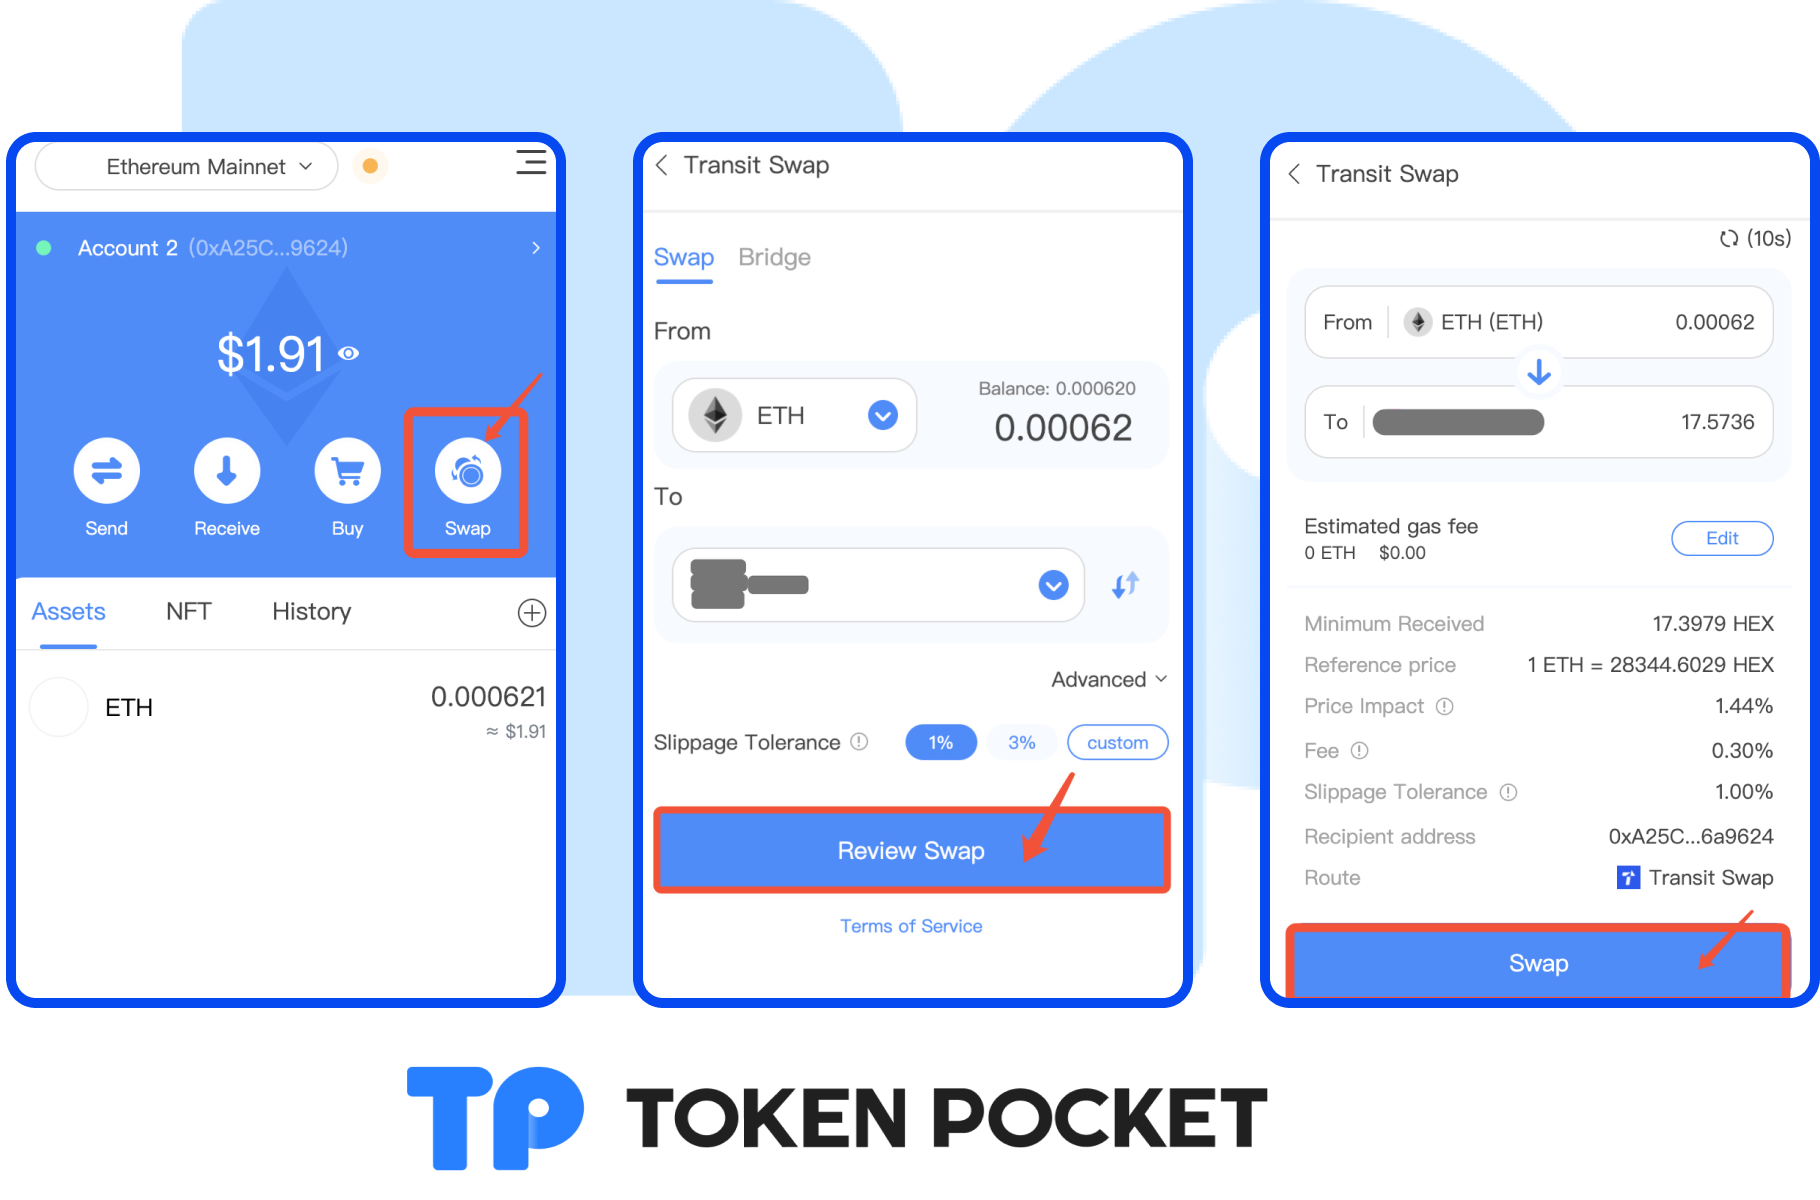 Ethereum Mainnet
Account 2 (0xA25C...9624)
$1.91
Send
Receive
Buy
Swap
Assets
NFT
History
ETH
0.000621
≈ $1.91
Transit Swap
Swap
Bridge
From
ETH
Balance: 0.000620
0.00062
To
Advanced
Slippage Tolerance
1%
3%
custom
Review Swap
Terms of Service
Transit Swap
(10s)
From
ETH (ETH)
0.00062
To
17.5736
Estimated gas fee
0 ETH $0.00
Edit
Minimum Received
17.3979 HEX
Reference price
1 ETH = 28344.6029 HEX
Price Impact
1.44%
Fee
0.30%
Slippage Tolerance
1.00%
Recipient address
0xA25C...6a9624
Route
Transit Swap
Swap
TP TOKEN POCKET